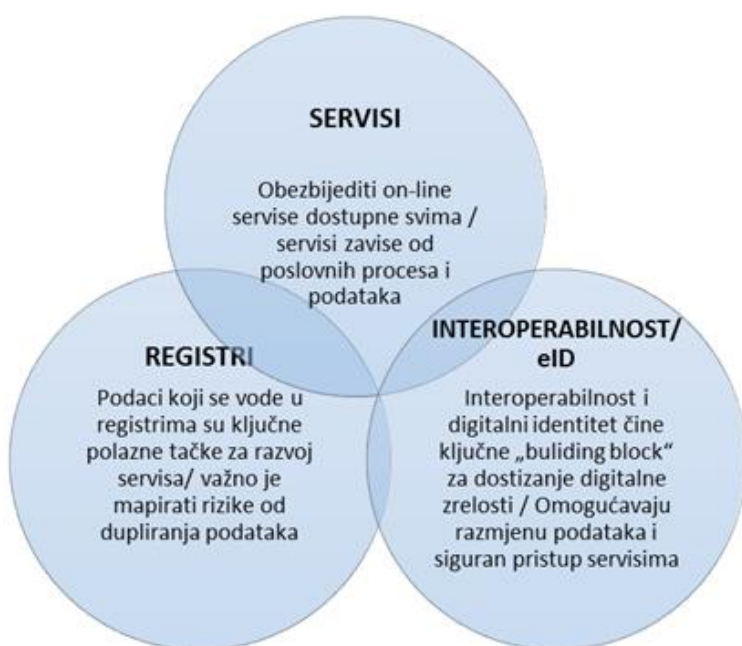 SERVISI
Obezbijediti on-line
servise dostupne svima /
servisi zavise od
poslovnih procesa i
podataka
REGISTRI
Podaci koji se vode u
registrima su ključne
polazne tačke za razvoj
servisa/ važno je
mapirati rizike od
dupliranja podataka
INTEROPERABILNOST/
eID
Interoperabilnost i
digitalni identitet čine
ključne „buliding block“
za dostizanje digitalne
zrelosti / Omogućavaju
razmjenu podataka i
siguran pristup servisima